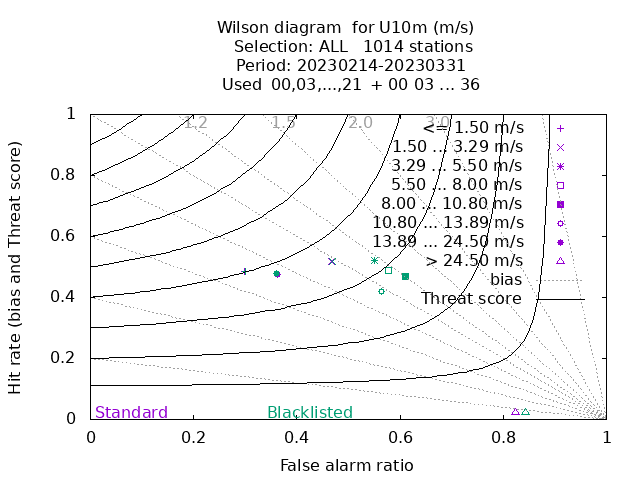 Wilson diagram  for U10m (m/s)
Selection: ALL   1014 stations
Period: 20230214-20230331
Used  00,03,...,21  + 00 03 ... 36
Hit rate (bias and Threat score)
1
0.8
0.6
0.4
0.2
0
1.2
1.5
2.0
3.0
<= 1.50 m/s
1.50 ... 3.29 m/s
3.29 ... 5.50 m/s
5.50 ... 8.00 m/s
8.00 ... 10.80 m/s
10.80 ... 13.89 m/s
13.89 ... 24.50 m/s
> 24.50 m/s
bias
Threat score
Standard
Blacklisted
0 0.2 0.4 0.6 0.8 1
False alarm ratio